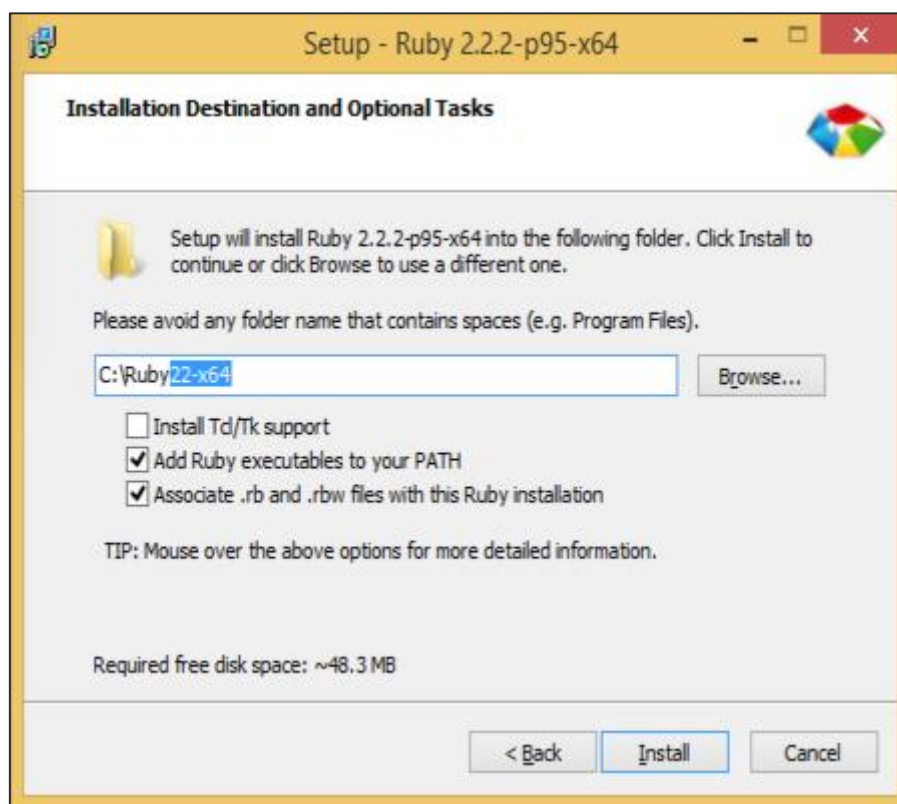 Setup - Ruby 2.2.2-p95-x64
Installation Destination and Optional Tasks
Setup will install Ruby 2.2.2-p95-x64 into the following folder. Click Install to
continue or click Browse to use a different one.
Please avoid any folder name that contains spaces (e.g. Program Files).
C:\Ruby22-x64
Browse...
Install Tcl/Tk support
Add Ruby executables to your PATH
Associate .rb and .rbw files with this Ruby installation
TIP: Mouse over the above options for more detailed information.
Required free disk space: ~48.3 MB
< Back Install Cancel